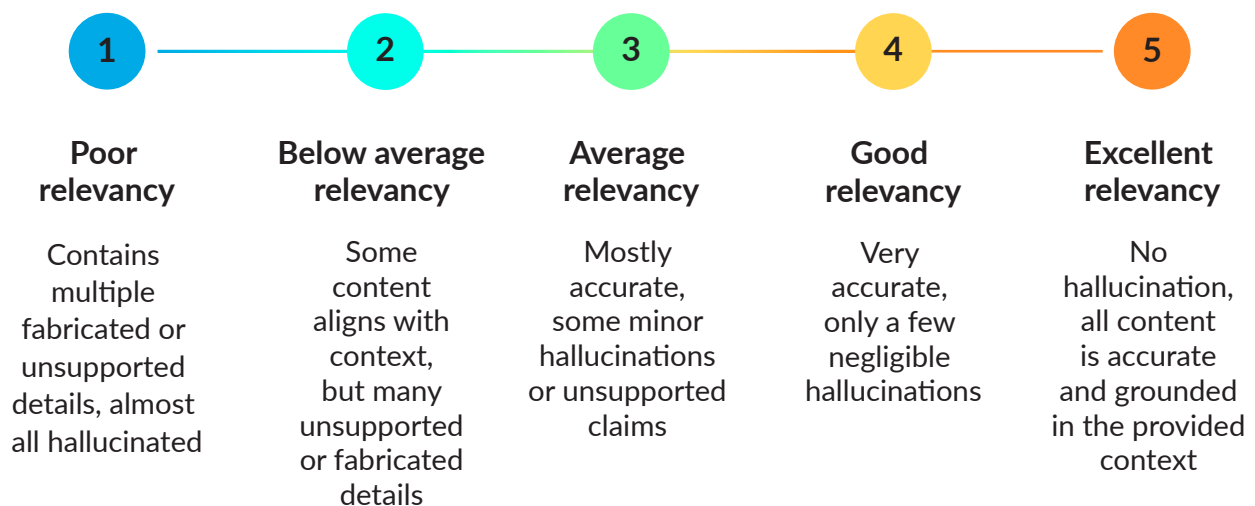 1
2
3
4
5
Poor
relevancy
Below average
relevancy
Average
relevancy
Good
relevancy
Excellent
relevancy
Contains
multiple
fabricated or
unsupported
details, almost
all hallucinated
Some
content
aligns with
context,
but many
unsupported
or fabricated
details
Mostly
accurate,
some minor
hallucinations
or unsupported
claims
Very
accurate,
only a few
negligible
hallucinations
No
hallucination,
all content
is accurate
and grounded
in the provided
context